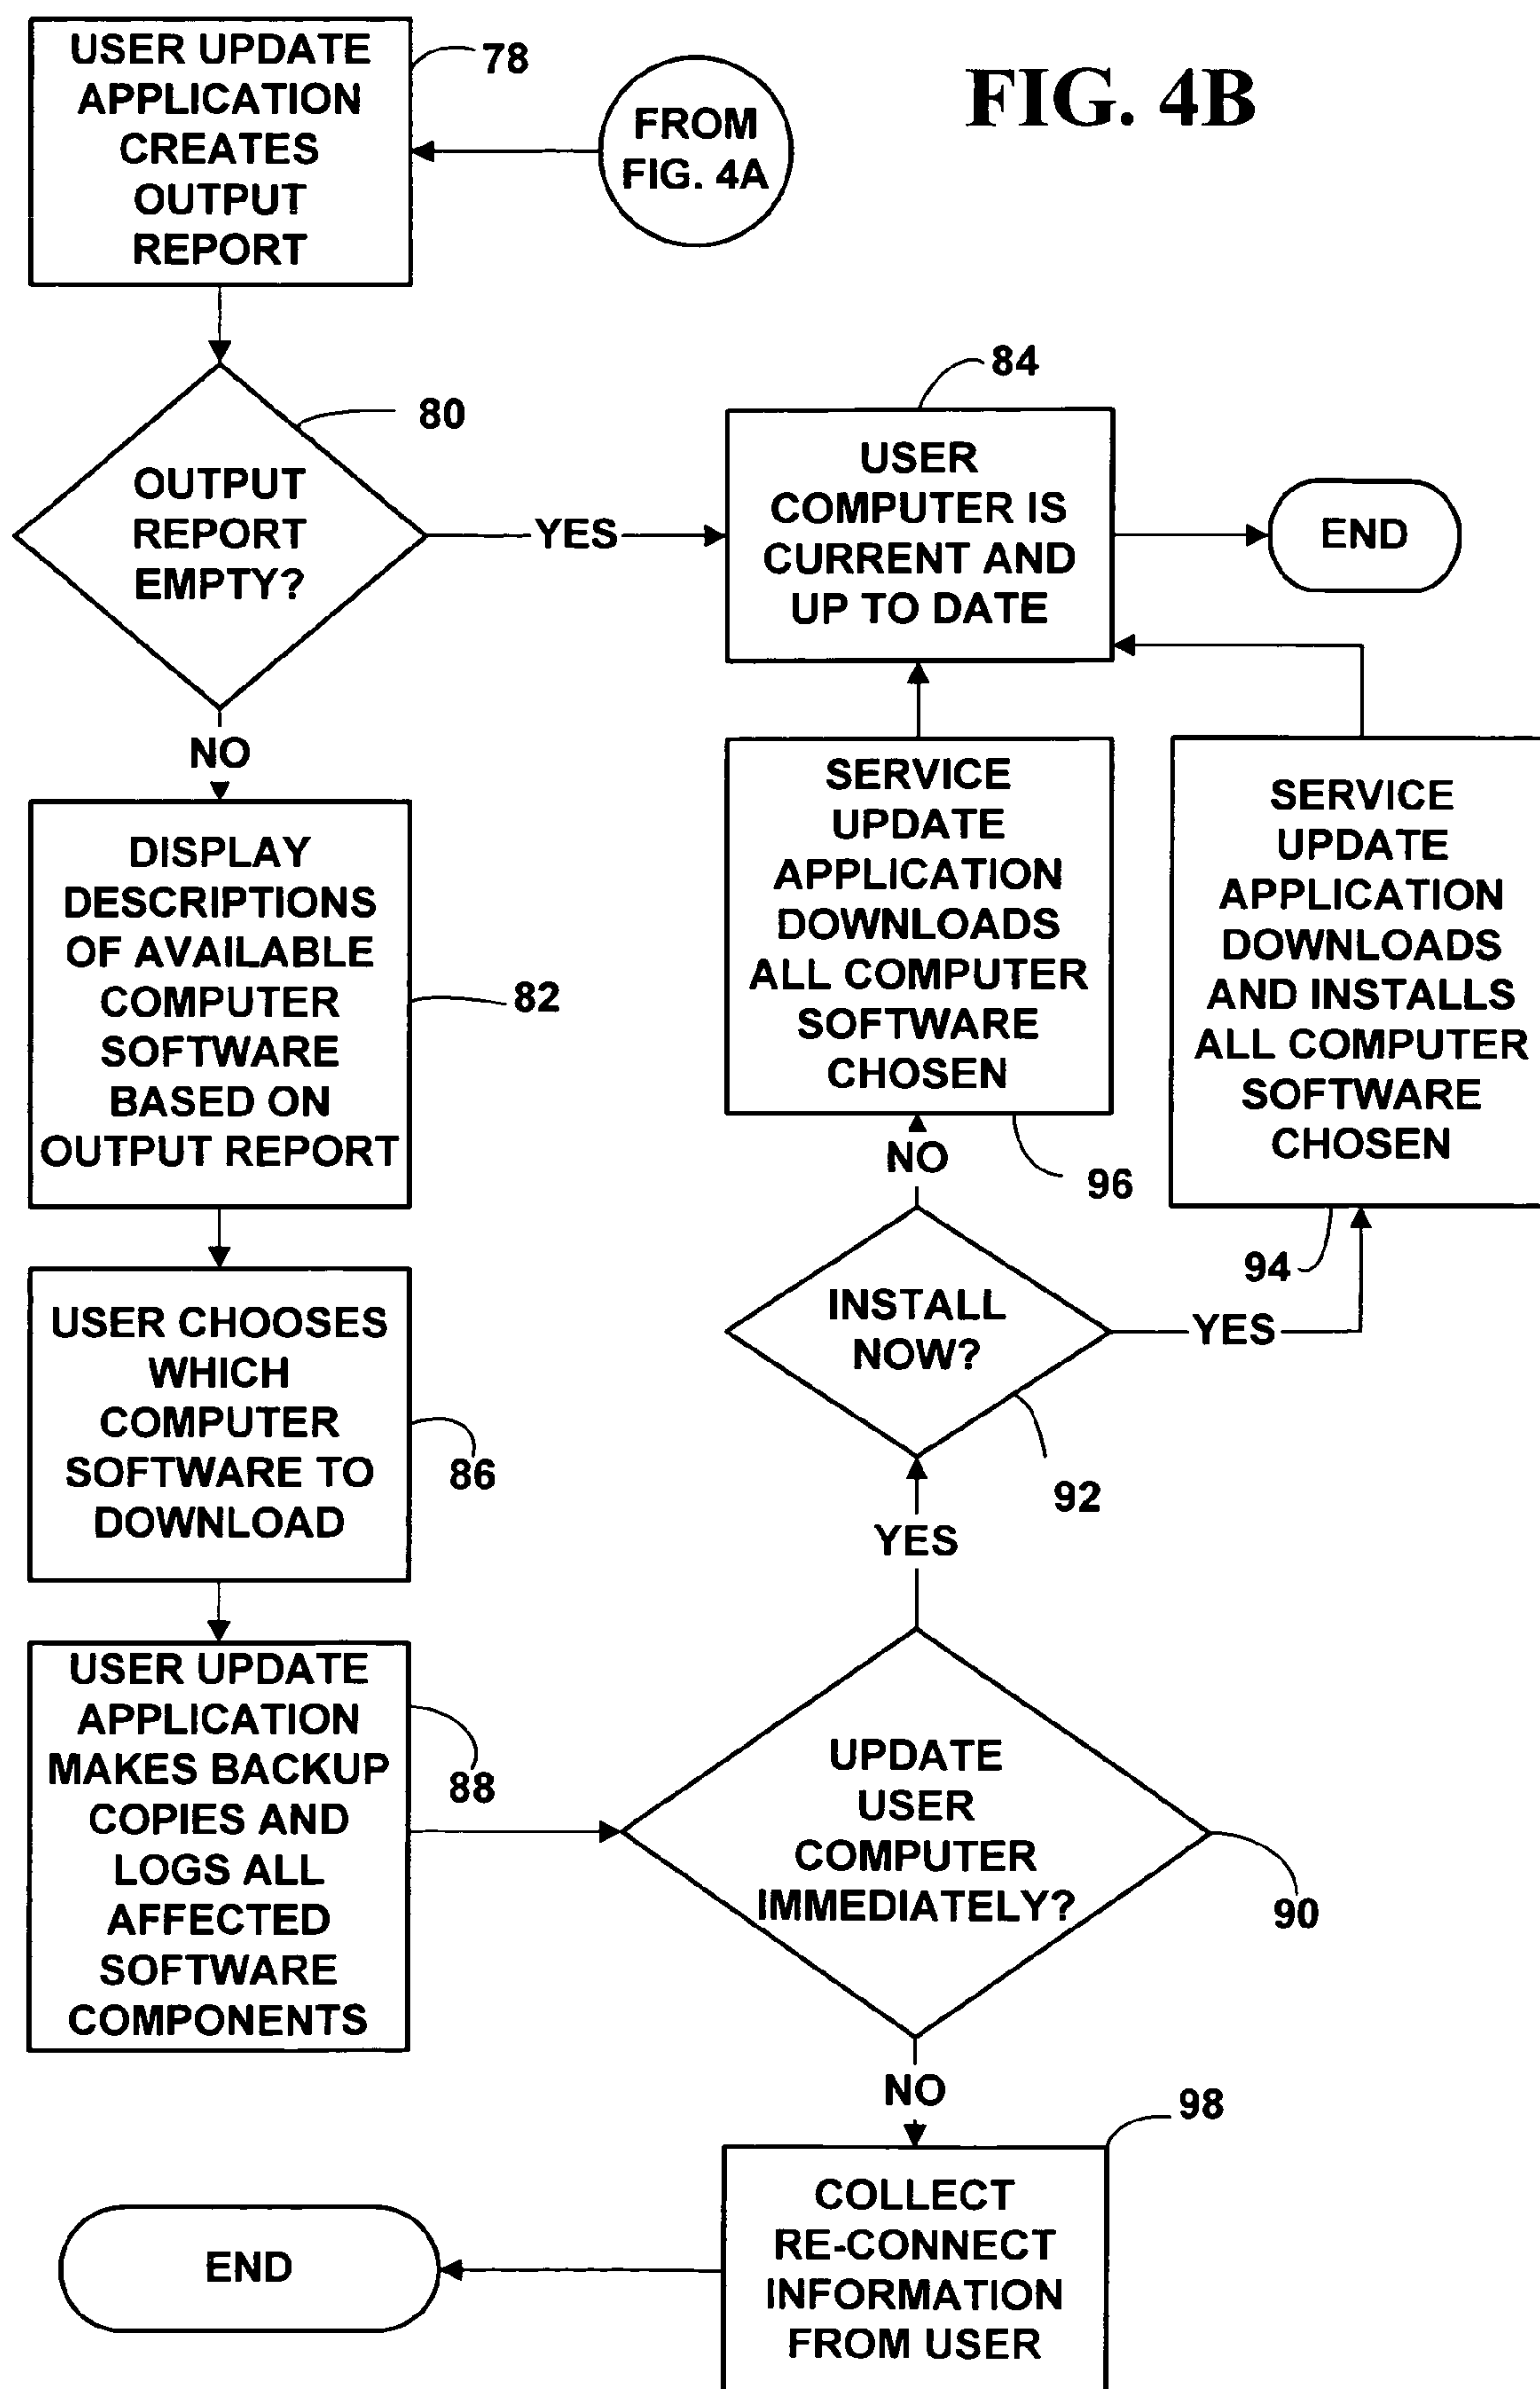 USER UPDATE
APPLICATION
CREATES
OUTPUT
REPORT
78
FROM
FIG. 4A
FIG. 4B
OUTPUT
REPORT
EMPTY?
80
YES
84
USER
COMPUTER IS
CURRENT AND
UP TO DATE
END
NO
DISPLAY
DESCRIPTIONS
OF AVAILABLE
COMPUTER
SOFTWARE
BASED ON
OUTPUT REPORT
82
SERVICE
UPDATE
APPLICATION
DOWNLOADS
ALL COMPUTER
SOFTWARE
CHOSEN
96
SERVICE
UPDATE
APPLICATION
DOWNLOADS
AND INSTALLS
ALL COMPUTER
SOFTWARE
CHOSEN
94
NO
INSTALL
NOW?
YES
92
USER CHOOSES
WHICH
COMPUTER
SOFTWARE TO
DOWNLOAD
86
YES
USER UPDATE
APPLICATION
MAKES BACKUP
COPIES AND
LOGS ALL
AFFECTED
SOFTWARE
COMPONENTS
88
UPDATE
USER
COMPUTER
IMMEDIATELY?
90
NO
98
COLLECT
RE-CONNECT
INFORMATION
FROM USER
END